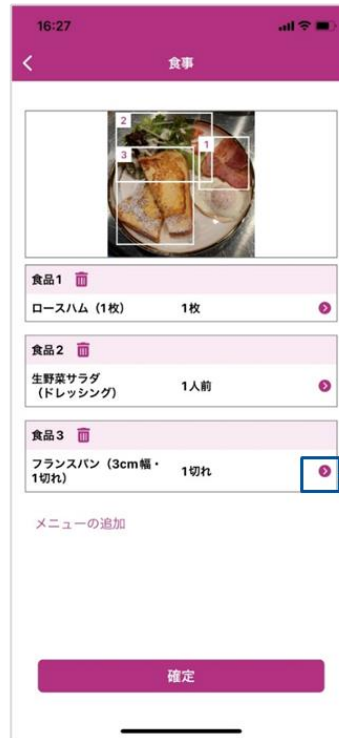 16:27
食事
2
1
3
食品1
ロースハム（1枚） 1枚
食品2
生野菜サラダ
（ドレッシング） 1人前
食品3
フランスパン（3cm幅・
1切れ） 1切れ
メニューの追加
確定